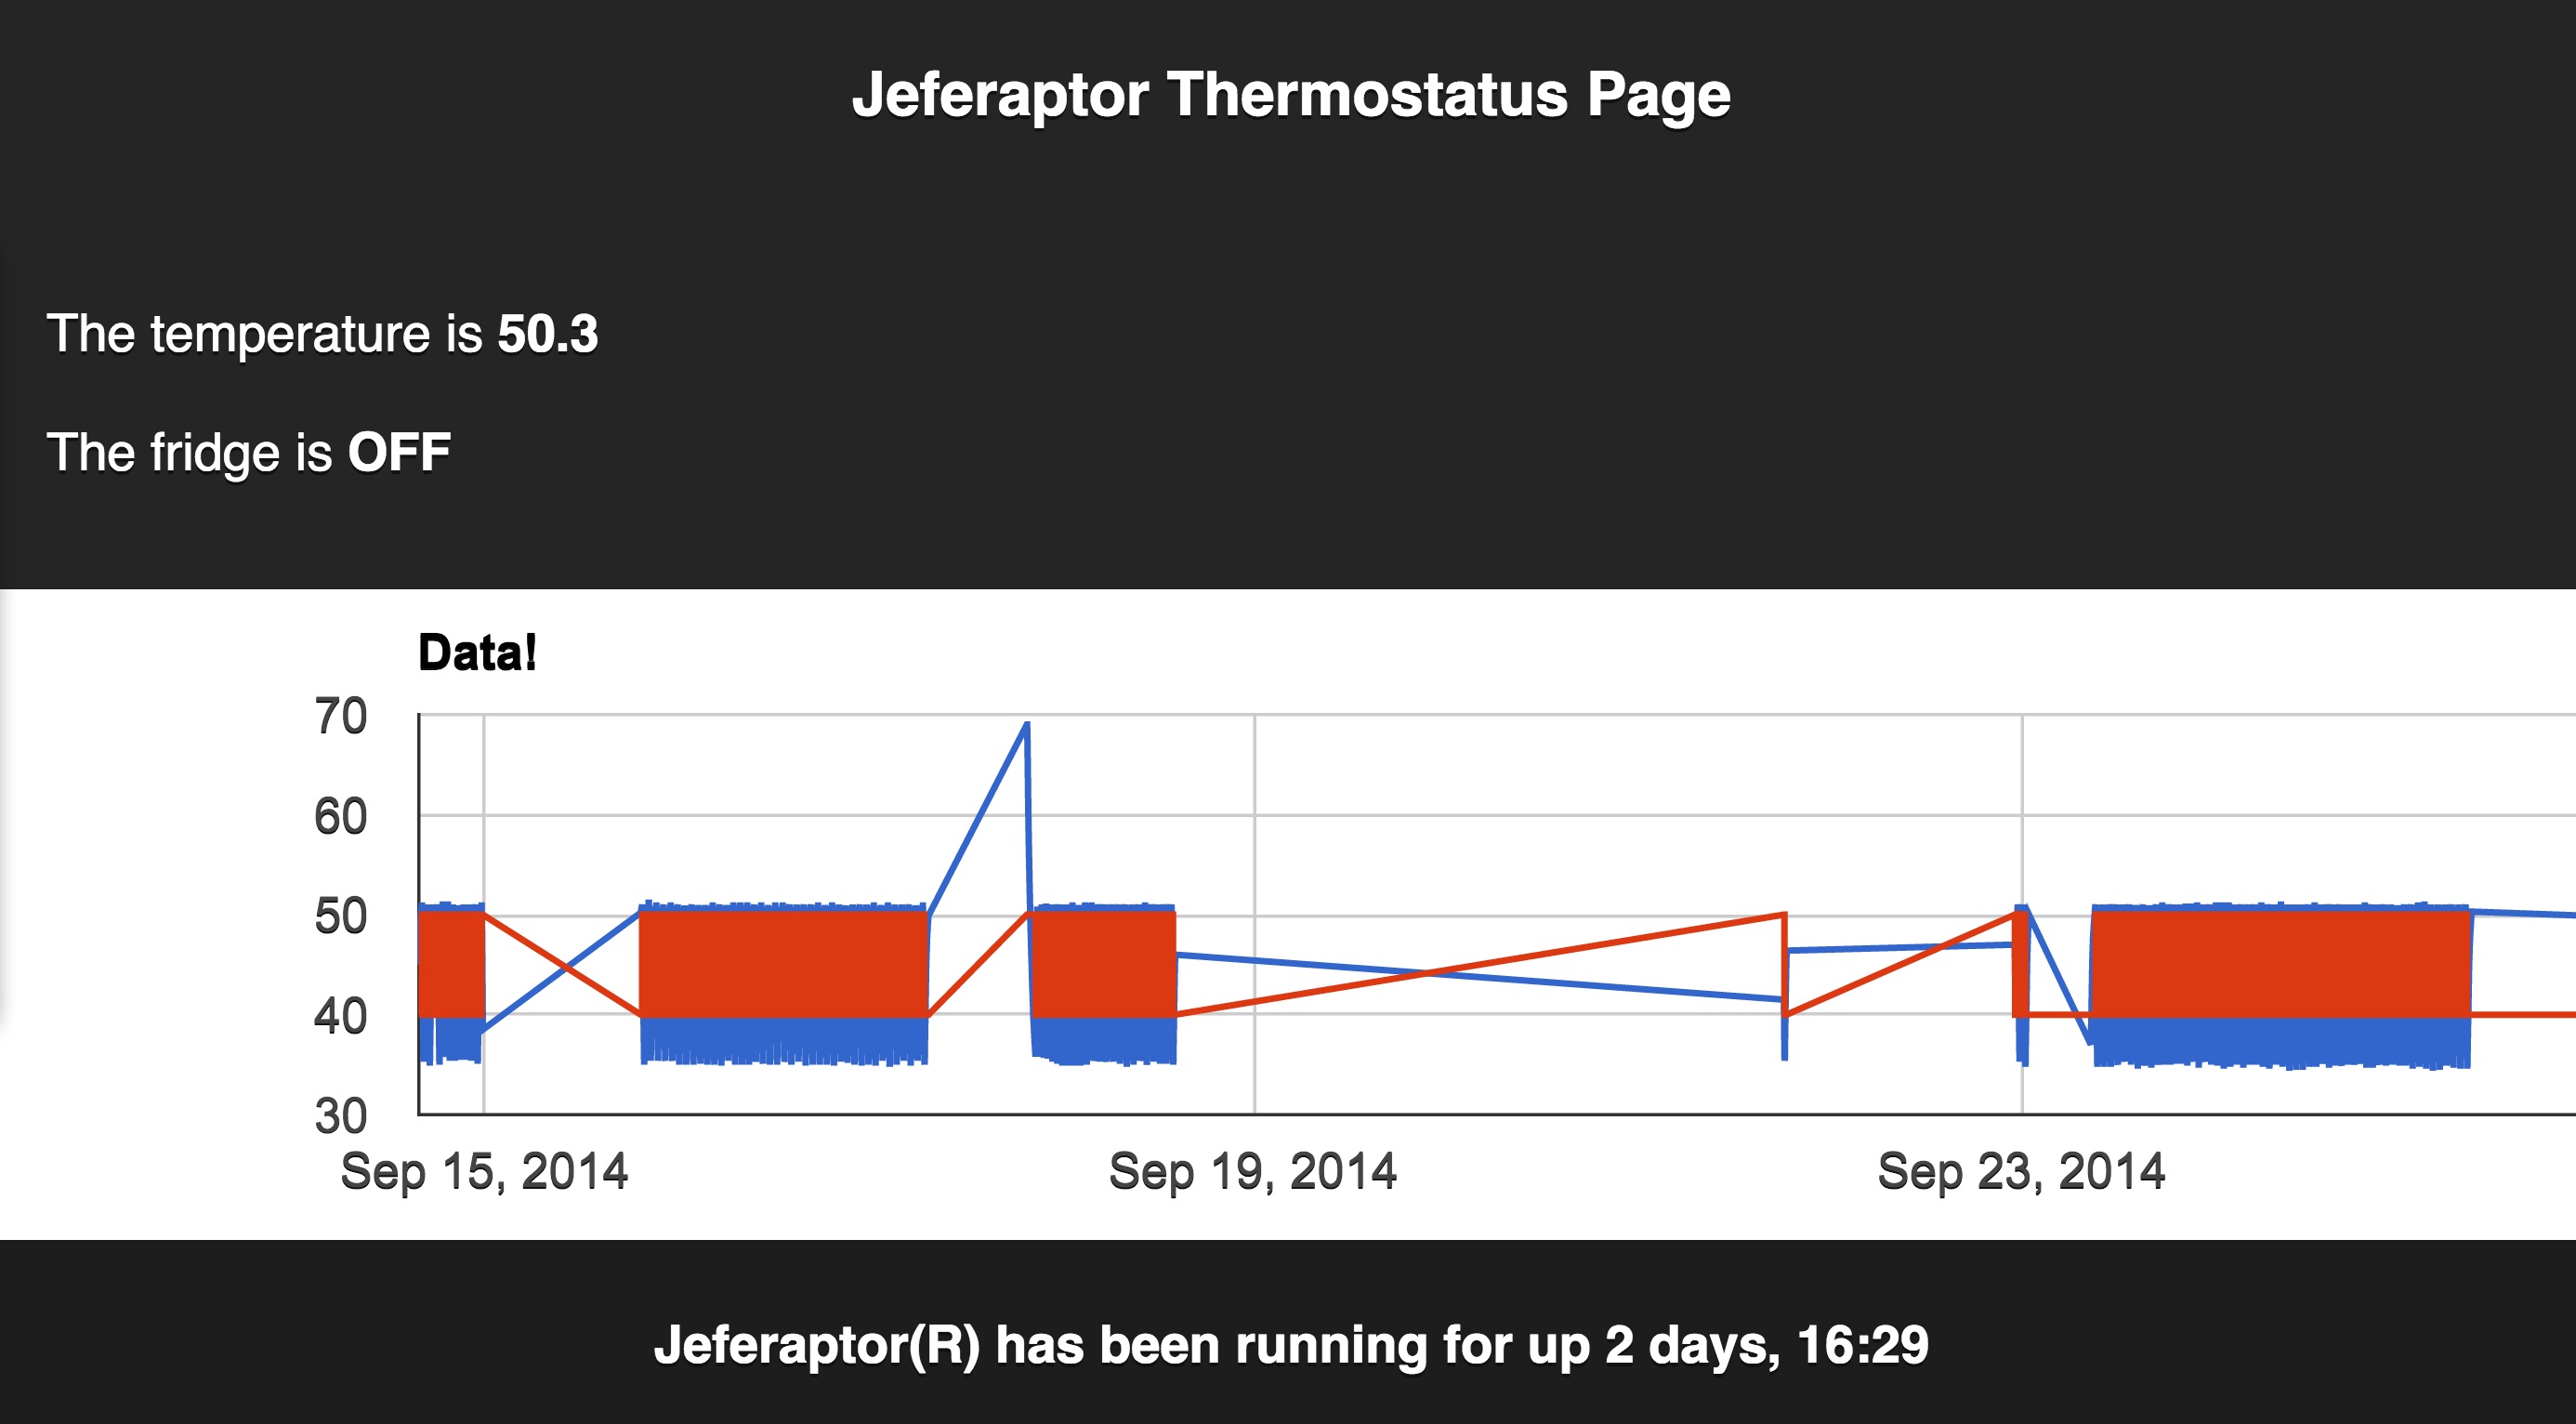 Jeferaptor Thermostatus Page
The temperature is 50.3
The fridge is OFF
Data!
70
60
50
40
30
Sep 15, 2014 Sep 19, 2014 Sep 23, 2014
Jeferaptor(R) has been running for up 2 days, 16:29